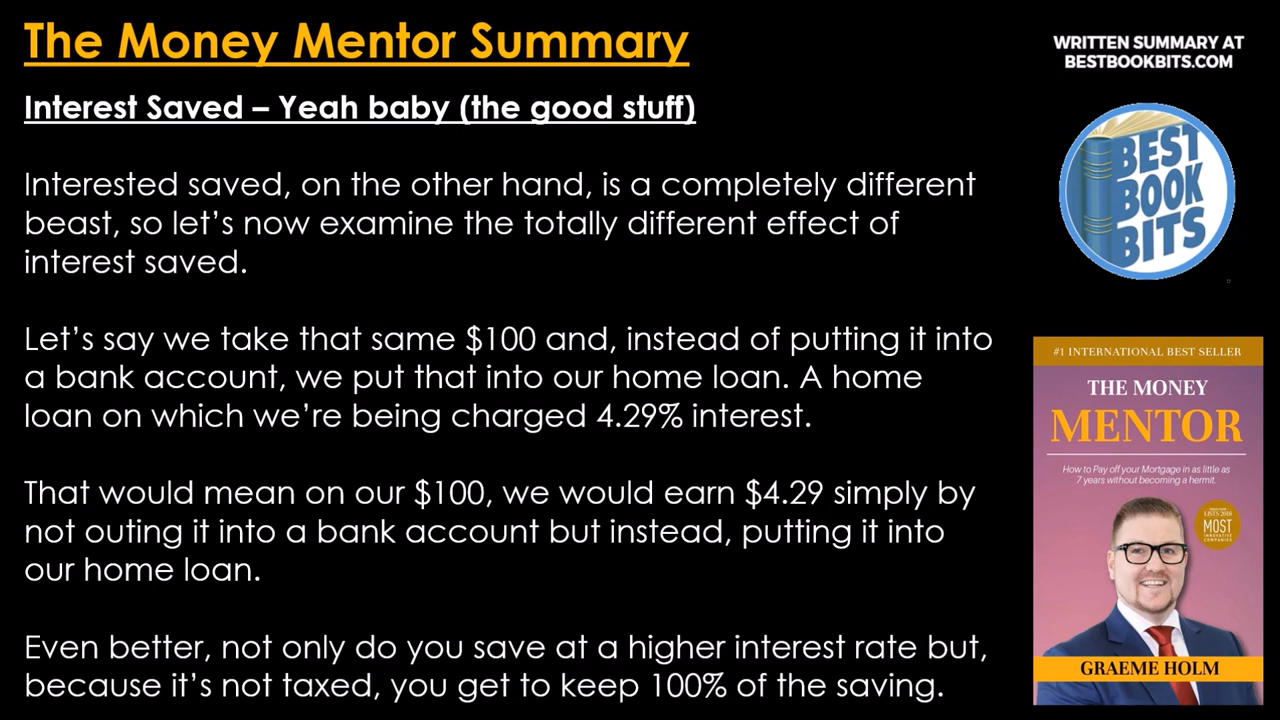 The Money Mentor Summary
Interest Saved – Yeah baby (the good stuff)
Interested saved, on the other hand, is a completely different
beast, so let's now examine the totally different effect of
interest saved.
Let's say we take that same $100 and, instead of putting it into
a bank account, we put that into our home loan. A home
loan on which we're being charged 4.29% interest.
That would mean on our $100, we would earn $4.29 simply by
not outing it into a bank account but instead, putting it into
our home loan.
Even better, not only do you save at a higher interest rate but,
because it's not taxed, you get to keep 100% of the saving.
WRITTEN SUMMARY AT
BESTBOOKBITS.COM
BEST
BOOK
BITS
#1 INTERNATIONAL BEST SELLER
THE MONEY
MENTOR
How to Pay off your Mortgage in as little as
7 years without becoming a hermit.
MOST
GRAEME HOLM